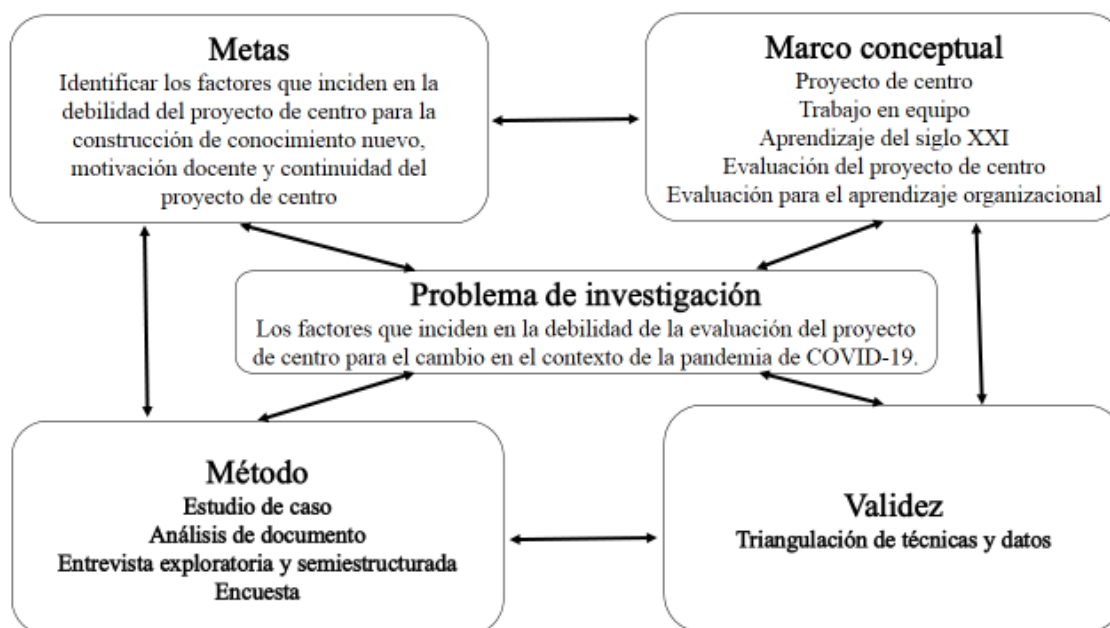 Metas
Identificar los factores que inciden en la
debilidad del proyecto de centro para la
construcción de conocimiento nuevo,
motivación docente y continuidad del
proyecto de centro
Marco conceptual
Proyecto de centro
Trabajo en equipo
Aprendizaje del siglo XXI
Evaluación del proyecto de centro
Evaluación para el aprendizaje organizacional
Problema de investigación
Los factores que inciden en la debilidad de la evaluación del proyecto
de centro para el cambio en el contexto de la pandemia de COVID-19.
Método
Estudio de caso
Análisis de documento
Entrevista exploratoria y semiestructurada
Encuesta
Validez
Triangulación de técnicas y datos